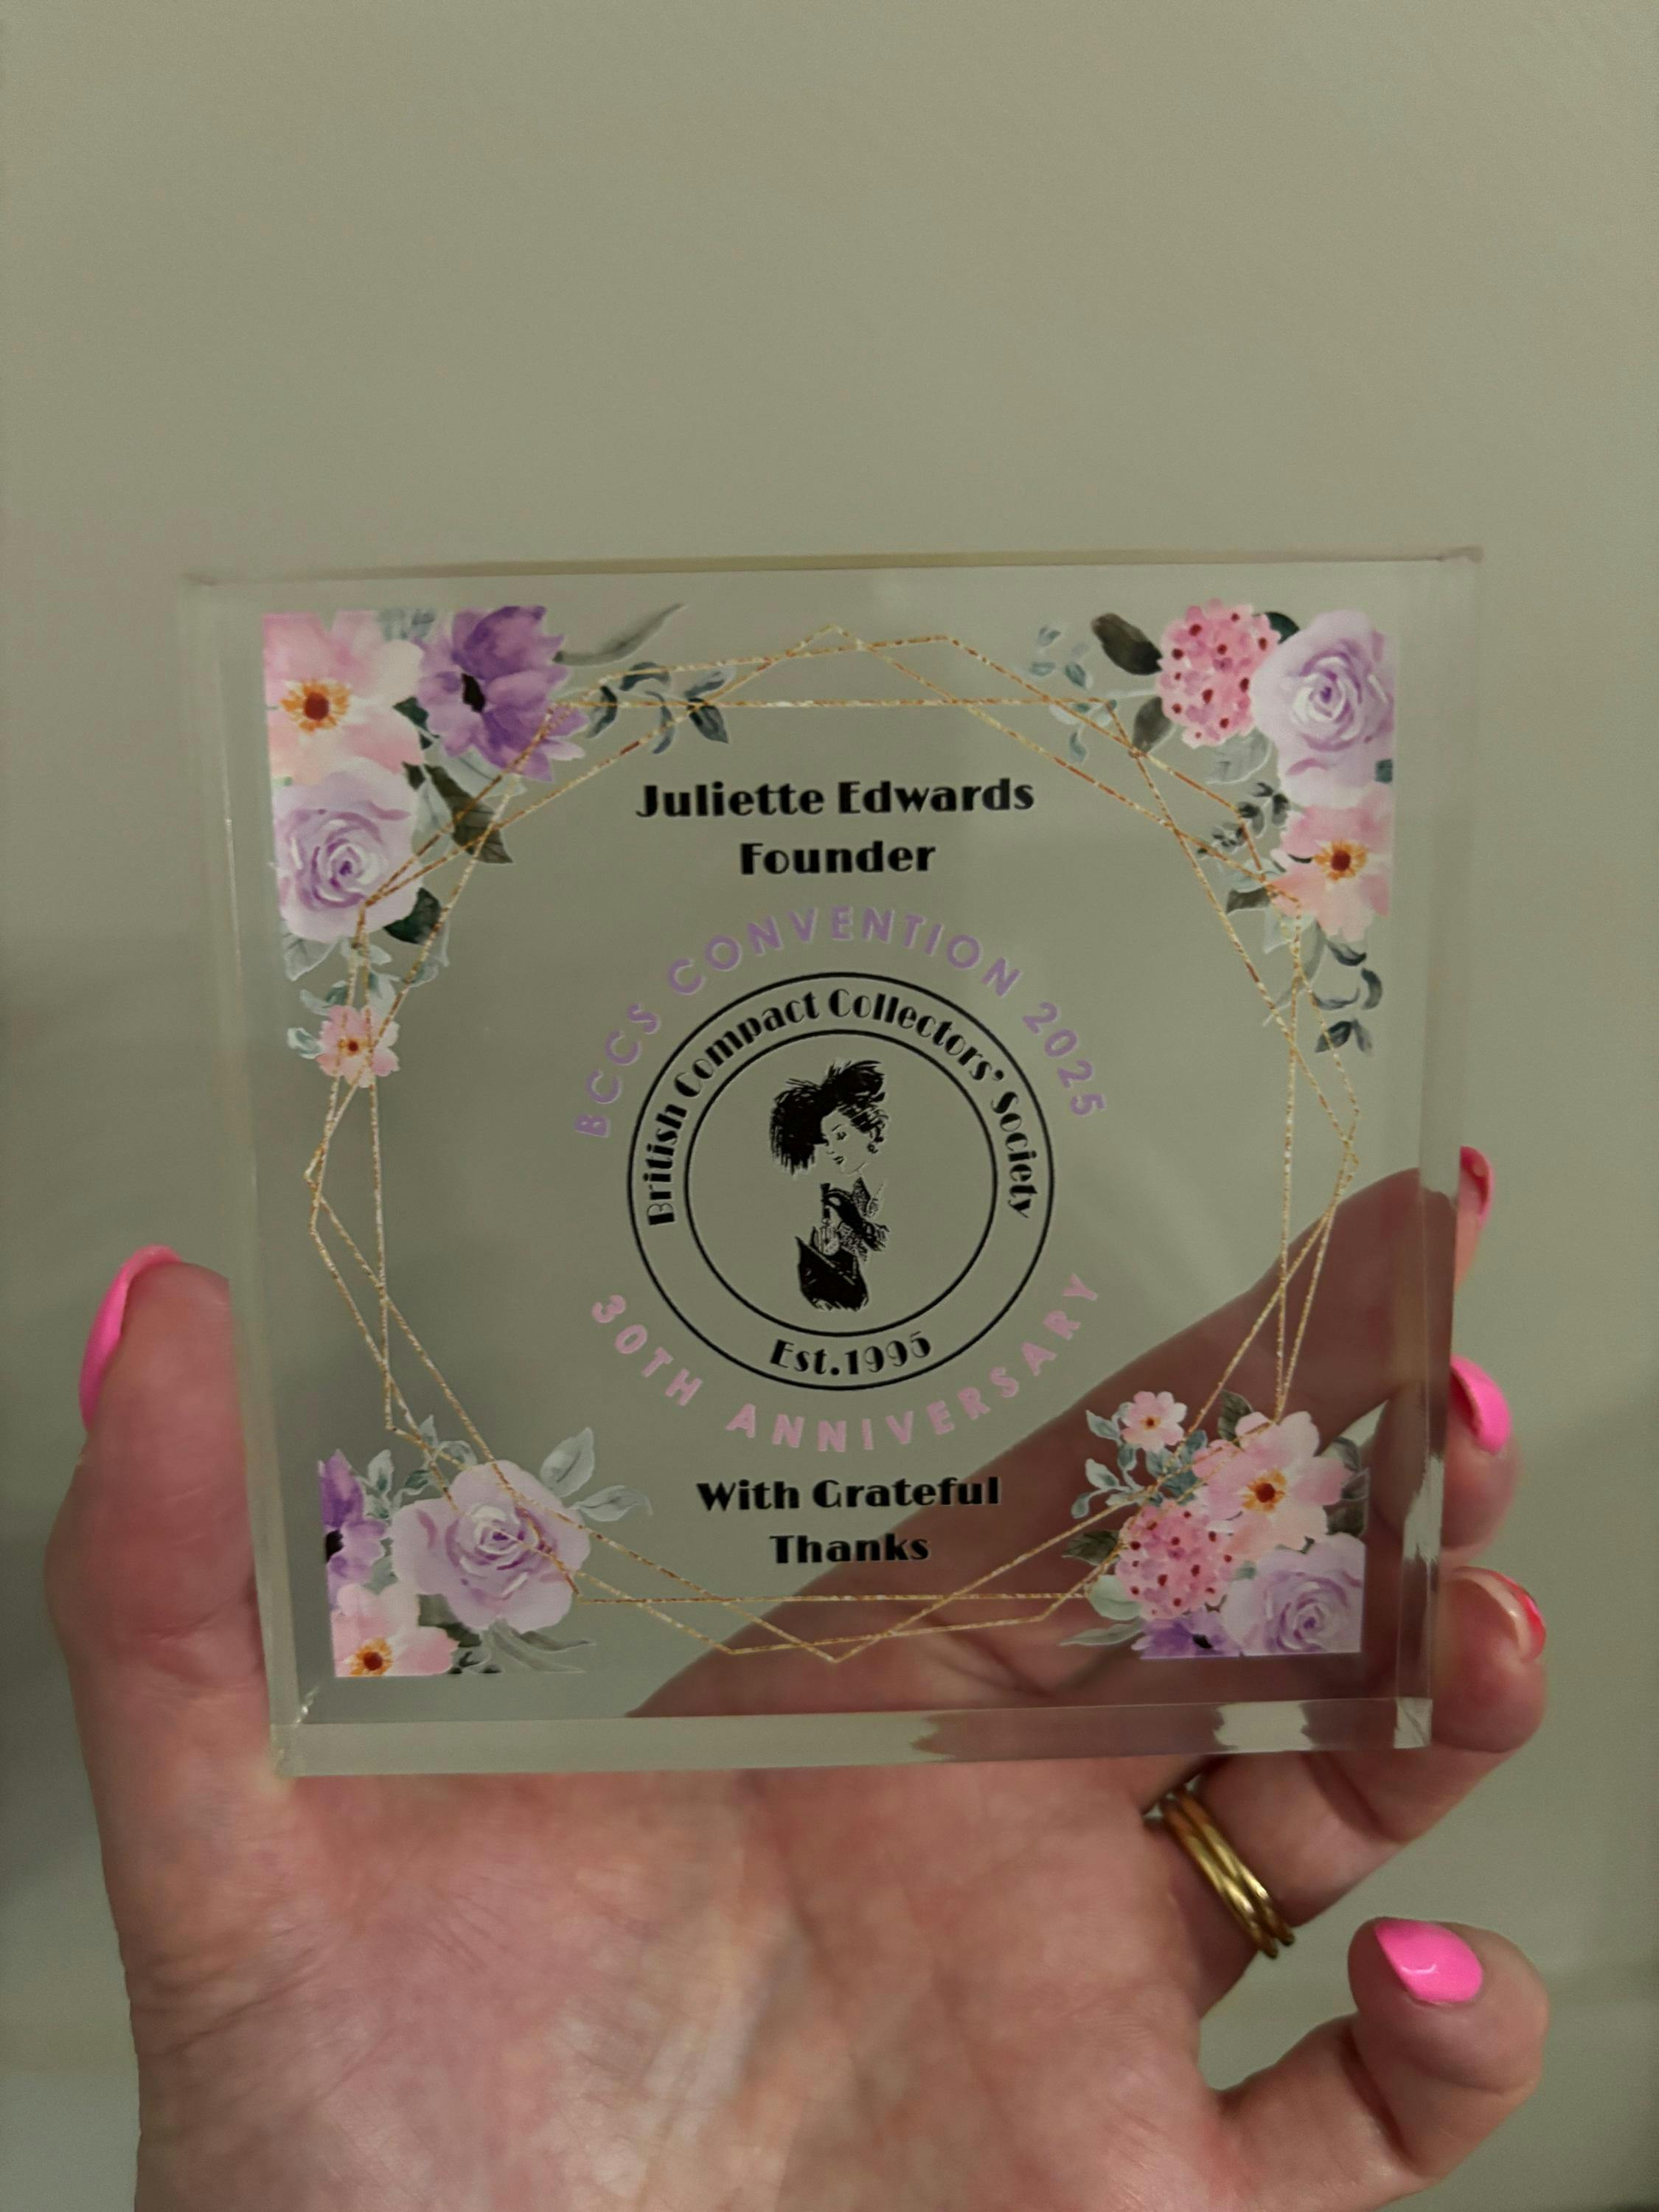 Juliette Edwards
Founder
BCCS CONVENTION 2025
British Compact Collectors' Society
Est.1995
30TH ANNIVERSARY
With Grateful
Thanks